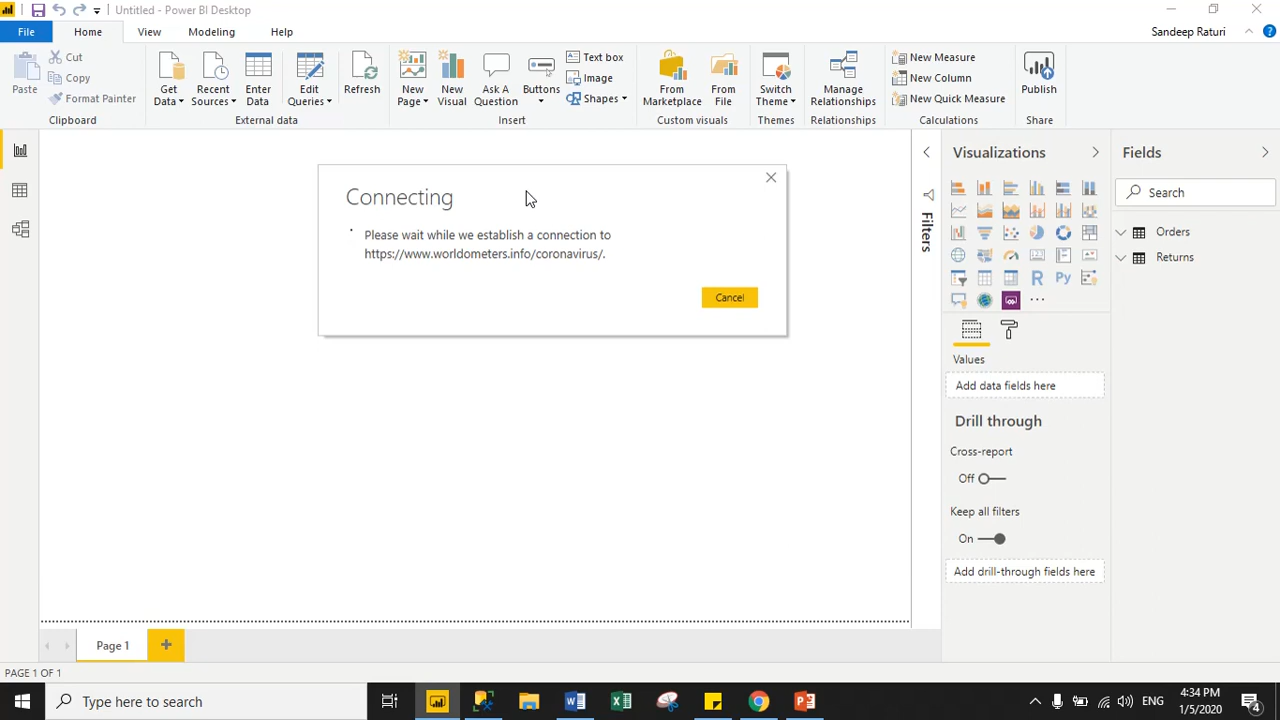 Untitled - Power BI Desktop
File
Home
View
Modeling
Help
Sandeep Raturi
Paste
Cut
Copy
Format Painter
Clipboard
Get
Data
Recent
Sources
Enter
Data
Edit
Queries
Refresh
External data
New
Page
New
Visual
Ask A
Question
Buttons
Text box
Image
Shapes
Insert
From
Marketplace
From
File
Custom visuals
Switch
Theme
Themes
Manage
Relationships
Relationships
New Measure
New Column
New Quick Measure
Calculations
Publish
Share
Connecting
Please wait while we establish a connection to
https://www.worldometers.info/coronavirus/.
Cancel
Filters
Visualizations
R
Py
Values
Add data fields here
Drill through
Cross-report
Off
Keep all filters
On
Add drill-through fields here
Fields
Search
Orders
Returns
Page 1
PAGE 1 OF 1
Type here to search
ENG
4:34 PM
1/5/2020
4